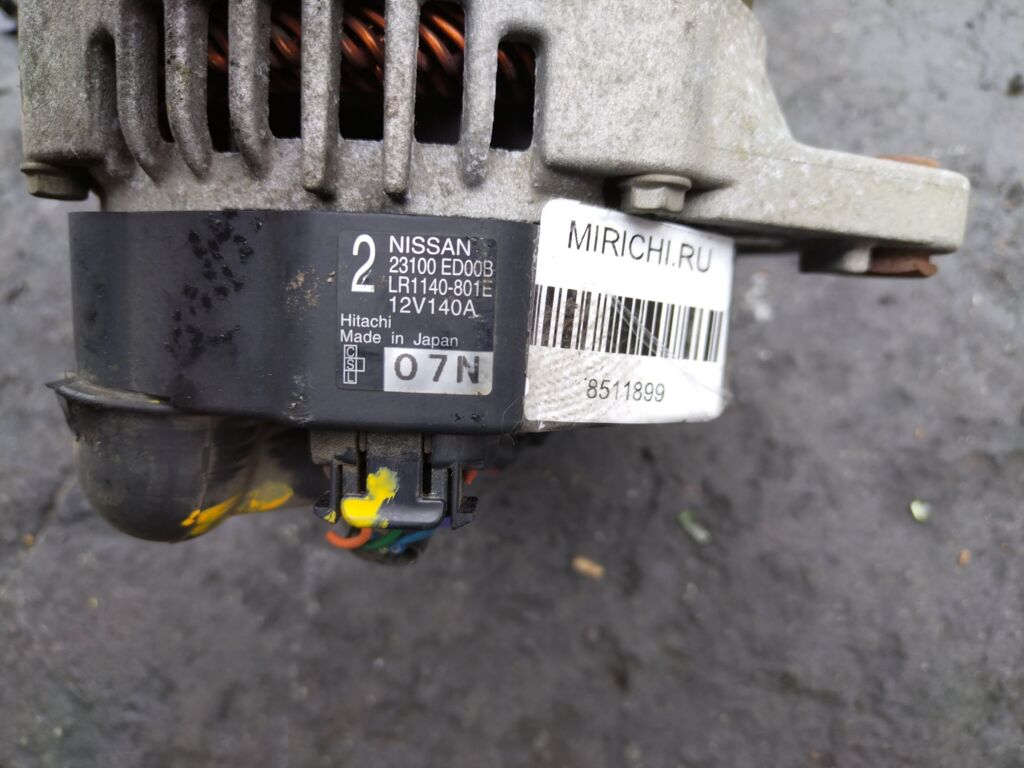 2
NISSAN
23100 ED00B
LR1140-801E
12V140A
Hitachi
Made in Japan
07N
MIRICHI.RU
8511899